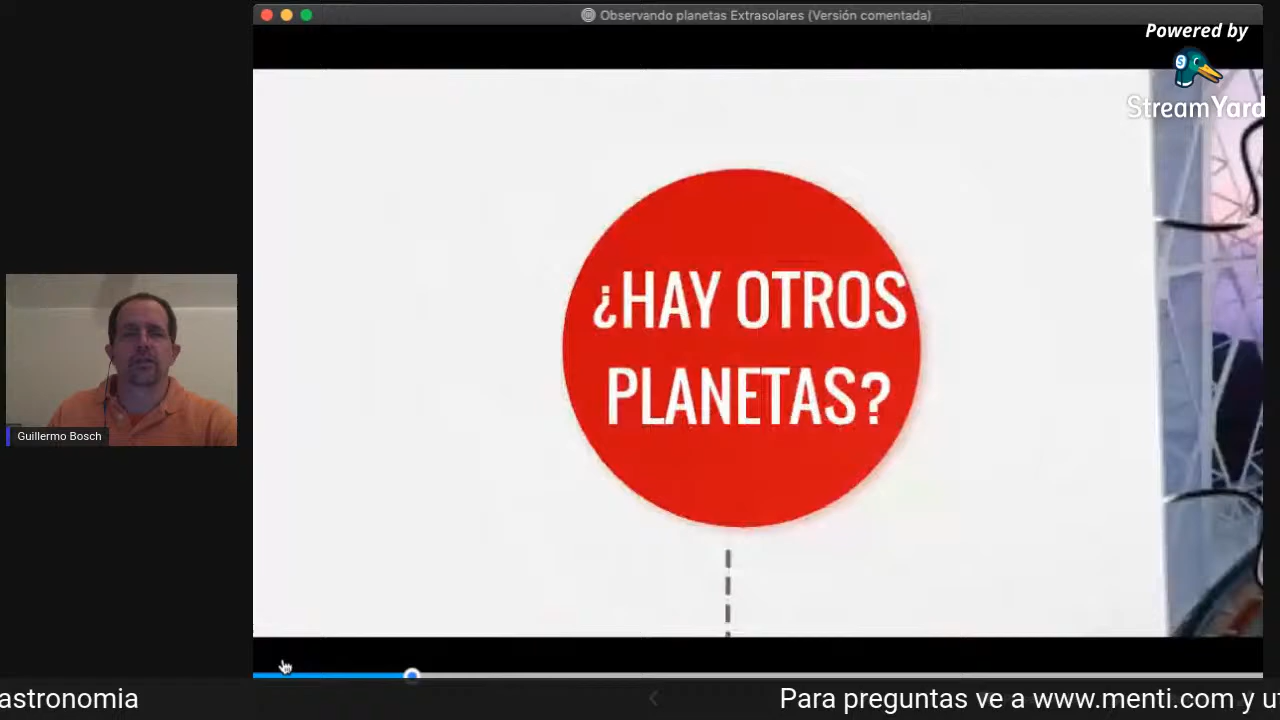 Observando planetas Extrasolares (Versión comentada)
Powered by
StreamYard
¿HAY OTROS
PLANETAS?
Guillermo Bosch
astronomia
Para preguntas ve a www.menti.com y